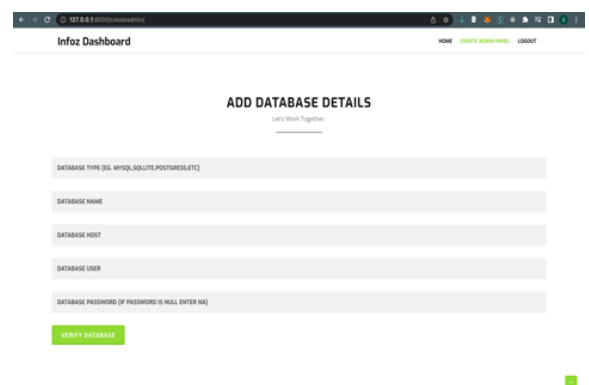 127.0.0.1:8000/createadmin/
Infoz Dashboard
HOME CREATE ADMIN PANEL LOGOUT
ADD DATABASE DETAILS
Let's Work Together.
DATABASE TYPE (EG. MYSQL,SQLLITE,POSTGRESS,ETC)
DATABASE NAME
DATABASE HOST
DATABASE USER
DATABASE PASSWORD (IF PASSWORD IS NULL ENTER NA)
VERIFY DATABASE